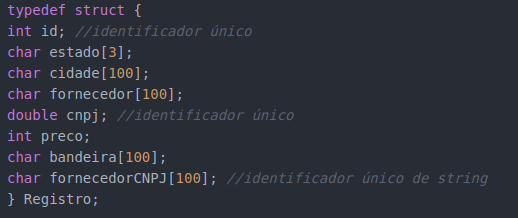 typedef struct {
int id; //identificador único
char estado[3];
char cidade[100];
char fornecedor[100];
double cnpj; //identificador único
int preco;
char bandeira[100];
char fornecedorCNPJ[100]; //identificador único de string
} Registro;